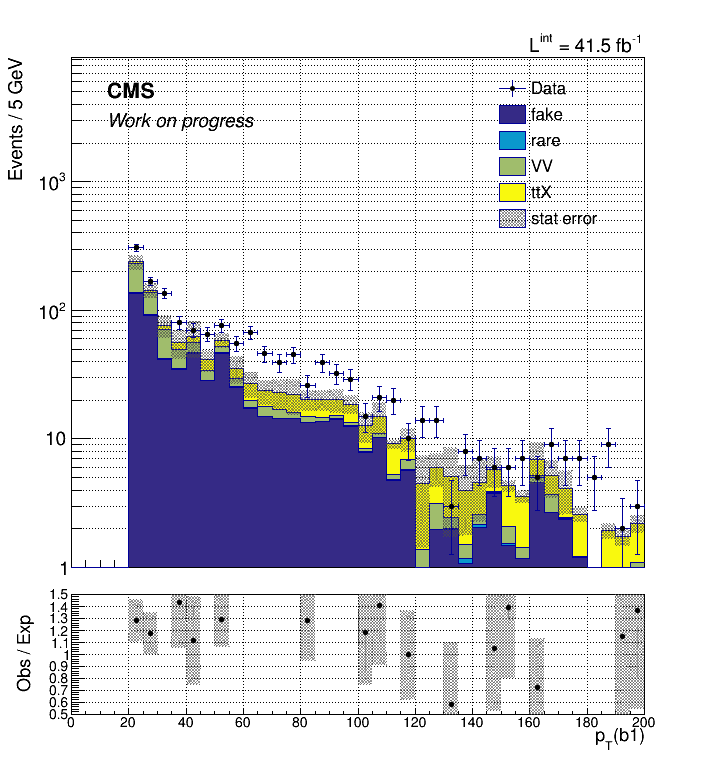 L^int = 41.5 fb^-1
Events / 5 GeV
CMS
Work on progress
Data
fake
rare
VV
ttX
stat error
10^3
10^2
10
1
Obs / Exp
1.5
1.4
1.3
1.2
1.1
1
0.9
0.8
0.7
0.6
0.5
0 20 40 60 80 100 120 140 160 180 200
p_T(b1)